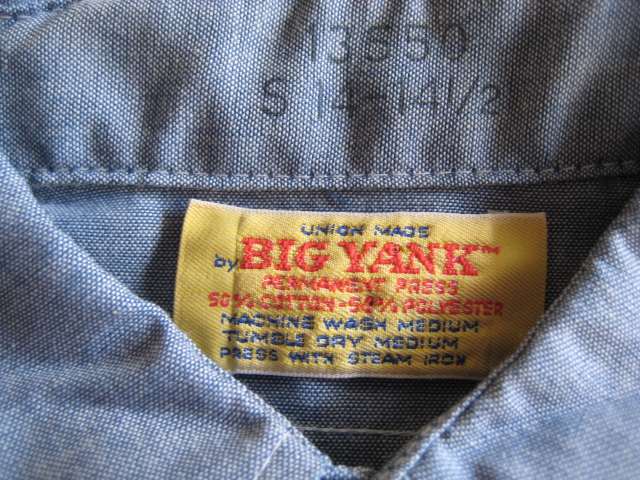 13650
S 14-14 1/2
UNION MADE
by BIG YANK™
PERMANENT PRESS
50% COTTON-50% POLYESTER
MACHINE WASH MEDIUM
TUMBLE DRY MEDIUM
PRESS WITH STEAM IRON